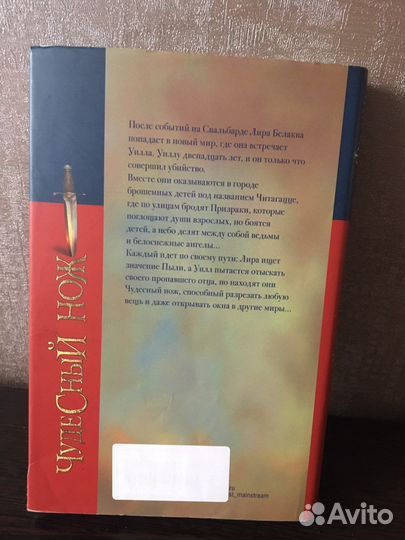 После событий на Свальбарде Лира Белаква
попадает в новый мир, где она встречает
Уилла. Уиллу двенадцать лет, и он только что
совершил убийство.
Вместе они оказываются в городе
брошенных детей под названием Читагацце,
где по улицам бродят Призраки, которые
поглощают души взрослых, но боятся
детей, а небо делят между собой ведьмы
и белоснежные ангелы...
Каждый идет по своему пути: Лира ищет
значение Пыли, а Уилл пытается отыскать
своего пропавшего отца, но находят они
Чудесный нож, способный разрезать любую
вещь и даже открывать окна в другие миры...
ЧУДЕСНЫЙ НОЖ
st_mainstream
Avito